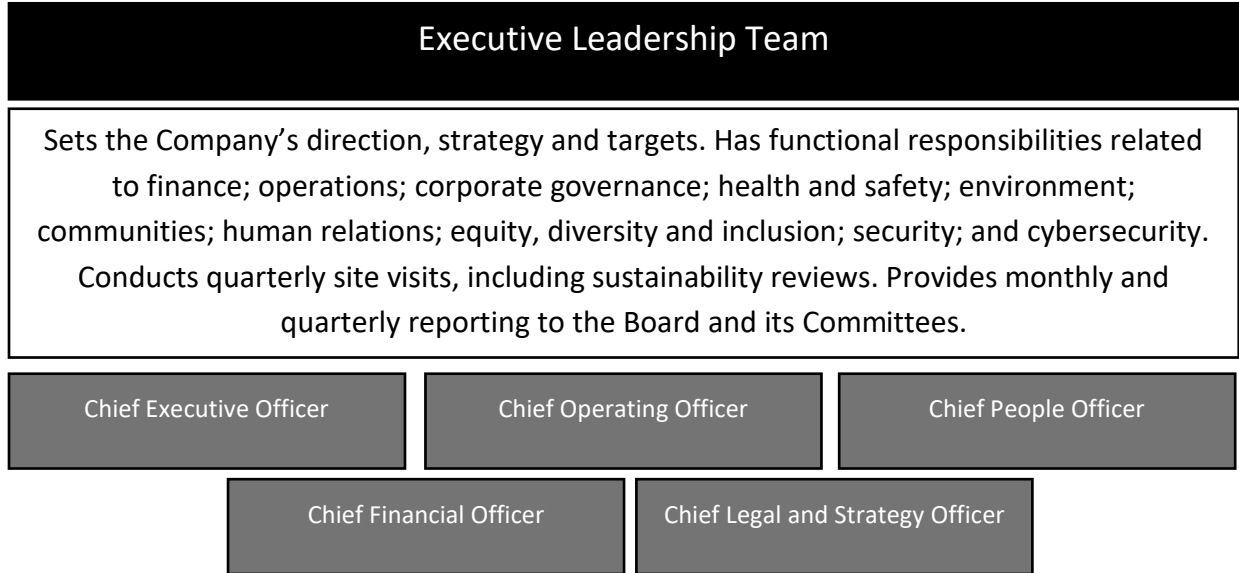 Executive Leadership Team
Sets the Company’s direction, strategy and targets. Has functional responsibilities related
to finance; operations; corporate governance; health and safety; environment;
communities; human relations; equity, diversity and inclusion; security; and cybersecurity.
Conducts quarterly site visits, including sustainability reviews. Provides monthly and
quarterly reporting to the Board and its Committees.
Chief Executive Officer
Chief Operating Officer
Chief People Officer
Chief Financial Officer
Chief Legal and Strategy Officer